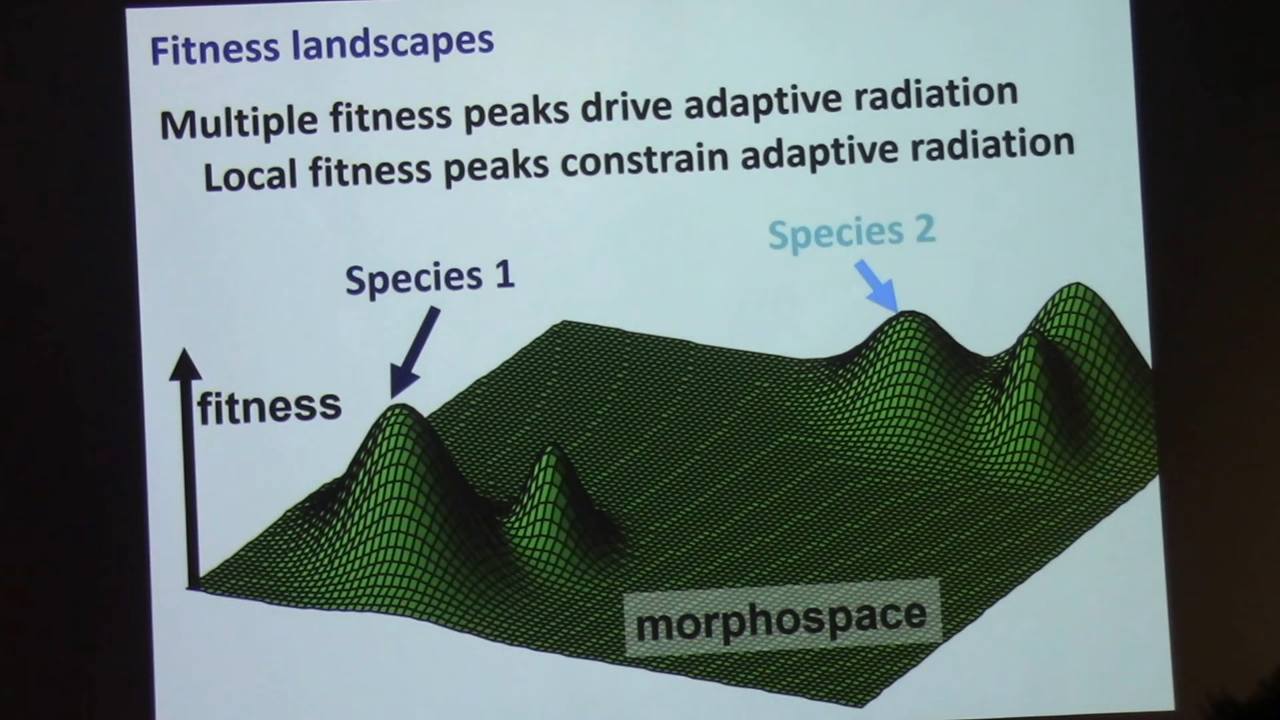 Fitness landscapes
Multiple fitness peaks drive adaptive radiation
Local fitness peaks constrain adaptive radiation
Species 2
Species 1
fitness
morphospace